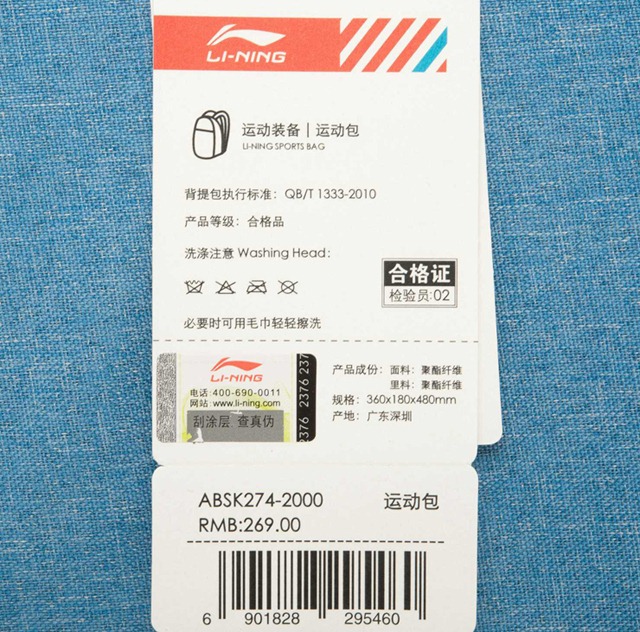 LI-NING
运动装备 | 运动包
LI-NING SPORTS BAG
背提包执行标准：QB/T 1333-2010
产品等级：合格品
洗涤注意 Washing Head:
合格证
检验员:02
必要时可用毛巾轻轻擦洗
LI-NING
电话:400-690-0011
网站:www.li-ning.com
刮涂层 查真伪
2376 2376 237
产品成份：面料：聚酯纤维
里料：聚酯纤维
规格：360x180x480mm
产地：广东深圳
ABSK274-2000 运动包
RMB:269.00
6 901828 295460